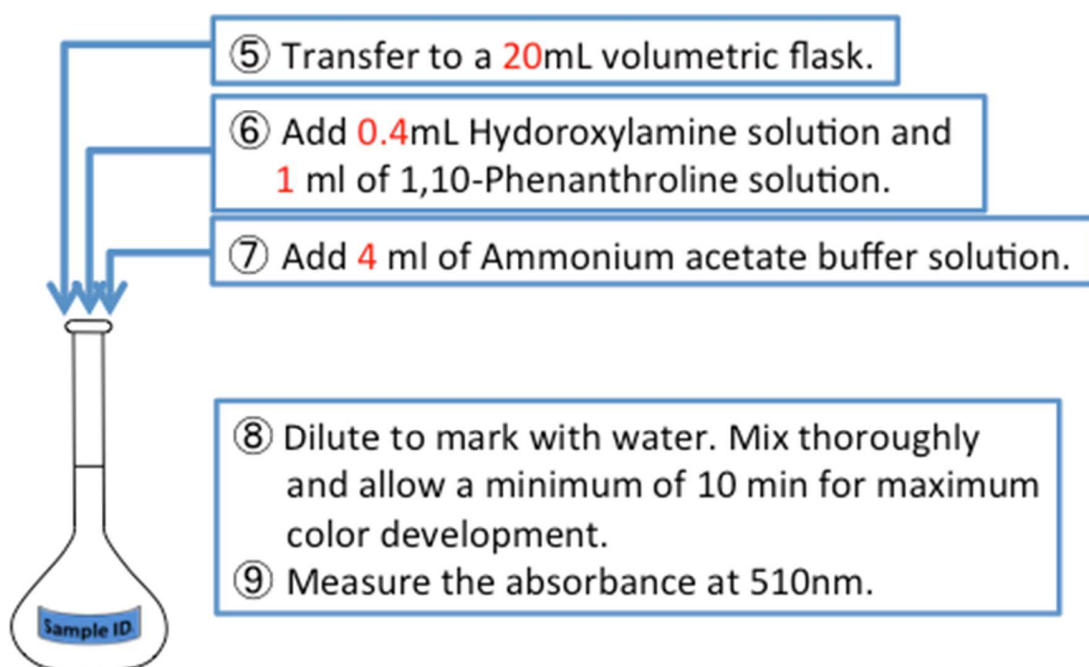 ⑤ Transfer to a 20mL volumetric flask.
⑥ Add 0.4mL Hydoroxylamine solution and
1 ml of 1,10-Phenanthroline solution.
⑦ Add 4 ml of Ammonium acetate buffer solution.
⑧ Dilute to mark with water. Mix thoroughly
and allow a minimum of 10 min for maximum
color development.
⑨ Measure the absorbance at 510nm.
Sample ID